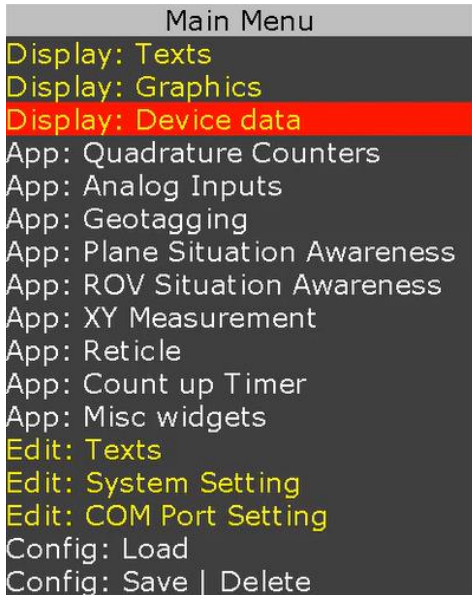 Main Menu
Display: Texts
Display: Graphics
Display: Device data
App: Quadrature Counters
App: Analog Inputs
App: Geotagging
App: Plane Situation Awareness
App: ROV Situation Awareness
App: XY Measurement
App: Reticle
App: Count up Timer
App: Misc widgets
Edit: Texts
Edit: System Setting
Edit: COM Port Setting
Config: Load
Config: Save | Delete